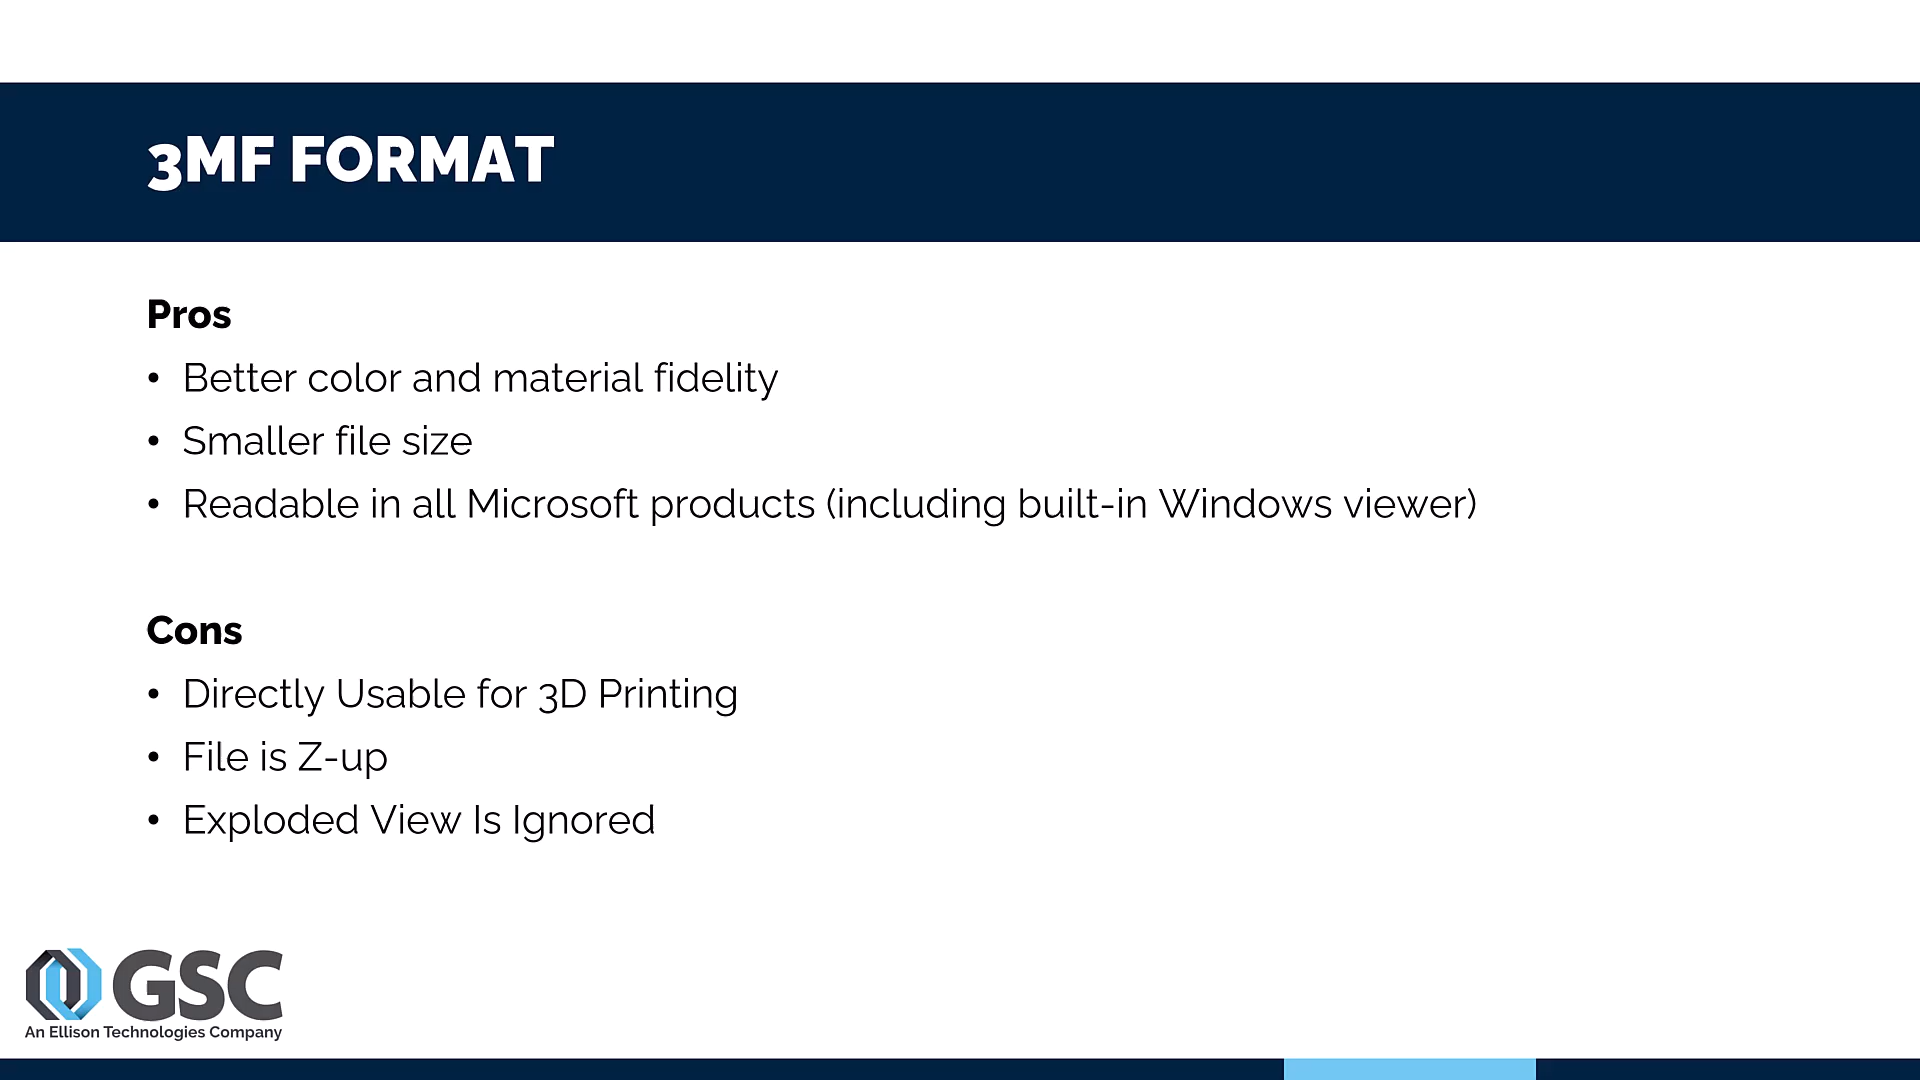 3MF FORMAT
Pros
• Better color and material fidelity
• Smaller file size
• Readable in all Microsoft products (including built-in Windows viewer)
Cons
• Directly Usable for 3D Printing
• File is Z-up
• Exploded View Is Ignored
GSC
An Ellison Technologies Company